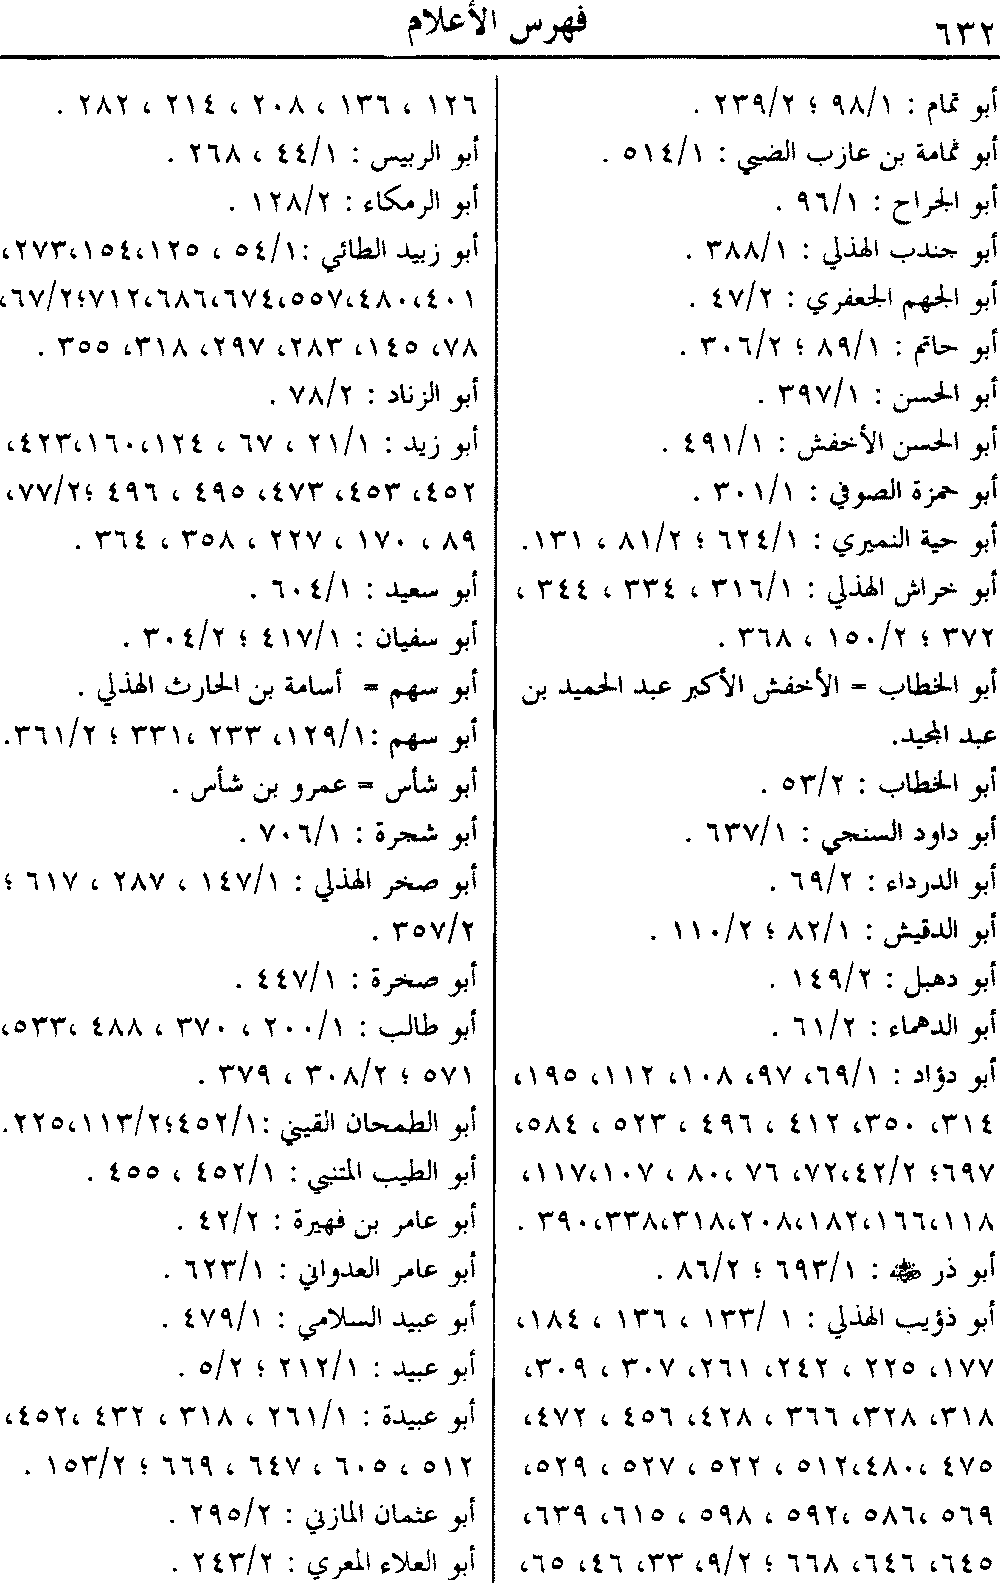 ٦٣٢
فهرس الأعلام
أبو تمام : ٩٨/١ ؛ ٢٣٩/٢ .
أبو ثمامة بن عازب الضبي : ٥١٤/١ .
أبو الجراح : ٩٦/١ .
أبو جندب الهذلي : ٣٨٨/١ .
أبو الجهم الجعفري : ٤٧/٢ .
أبو حاتم : ٨٩/١ ؛ ٣٠٦/٢ .
أبو الحسن : ٣٩٧/١ .
أبو الحسن الأخفش : ٤٩١/١ .
أبو حمزة الصوفي : ٣٠١/١ .
أبو حية النميري : ٦٢٤/١ ؛ ٨١/٢ ، ١٣١.
أبو خراش الهذلي : ٣١٦/١ ، ٣٣٤ ، ٣٤٤ ،
٣٧٢ ؛ ١٥٠/٢ ، ٣٦٨ .
أبو الخطاب = الأخفش الأكبر عبد الحميد بن
عبد المجيد.
أبو الخطاب : ٥٣/٢ .
أبو داود السنجي : ٦٣٧/١ .
أبو الدرداء : ٦٩/٢ .
أبو الدقيش : ٨٢/١ ؛ ١١٠/٢ .
أبو دهبل : ١٤٩/٢ .
أبو الدهماء : ٦١/٢ .
أبو دؤاد : ٦٩/١، ٩٧، ١٠٨، ١١٢، ١٩٥،
٣١٤، ٣٥٠، ٤١٢ ، ٤٩٦ ، ٥٢٣ ، ٥٨٤،
٦٩٧؛ ٤٢/٢،٧٢، ٧٦ ،٨٠ ، ١٠٧،١١٧،
١١٨،١٦٦،١٨٢،٢٠٨،٣١٨،٣٣٨،٣٩٠ .
أبو ذر ﷺ : ٦٩٣/١ ؛ ٨٦/٢ .
أبو ذؤيب الهذلي : ١ /١٣٣ ، ١٣٦ ، ١٨٤،
١٧٧، ٢٢٥ ، ٢٤٢، ٢٦١، ٣٠٧ ، ٣٠٩،
٣١٨، ٣٢٨، ٣٦٦ ، ٤٢٨، ٤٥٦ ، ٤٧٢،
٤٧٥ ،٤٨٠،٥١٢ ، ٥٢٢ ، ٥٢٧ ، ٥٢٩،
٥٦٩ ،٥٨٦، ٥٩٢، ٥٩٨ ، ٦١٥، ٦٣٩،
٦٤٥، ٦٤٦، ٦٦٨ ؛ ٩/٢، ٣٣، ٤٦، ٦٥،
١٢٦ ، ١٣٦ ، ٢٠٨ ، ٢١٤ ، ٢٨٢ .
أبو الربيس : ٤٤/١ ، ٢٦٨ .
أبو الرمكاء : ١٢٨/٢ .
أبو زبيد الطائي :٥٤/١ ، ١٢٥،١٥٤،٢٧٣،
٤٠١،٤٨٠،٥٥٧،٦٧٤،٦٨٦،٧١٢؛٦٧/٢،
٧٨، ١٤٥، ٢٨٣، ٢٩٧، ٣١٨، ٣٥٥ .
أبو الزناد : ٧٨/٢ .
أبو زيد : ٢١/١ ، ٦٧ ، ١٢٤،١٦٠،٤٢٣،
٤٥٢، ٤٥٣، ٤٧٣، ٤٩٥ ، ٤٩٦ ؛٧٧/٢،
٨٩ ، ١٧٠ ، ٢٢٧ ، ٣٥٨ ، ٣٦٤ .
أبو سعيد : ٦٠٤/١ .
أبو سفيان : ٤١٧/١ ؛ ٣٠٤/٢ .
أبو سهم = أسامة بن الحارث الهذلي .
أبو سهم :١٢٩/١، ٢٣٣ ،٣٣١ ؛ ٣٦١/٢.
أبو شأس = عمرو بن شأس .
أبو شجرة : ٧٠٦/١ .
أبو صخر الهذلي : ١٤٧/١ ، ٢٨٧ ، ٦١٧ ؛
٣٥٧/٢ .
أبو صخرة : ٤٤٧/١ .
أبو طالب : ٢٠٠/١ ، ٣٧٠ ، ٤٨٨ ،٥٣٣،
٥٧١ ؛ ٣٠٨/٢ ، ٣٧٩ .
أبو الطمحان القيني :٤٥٢/١؛١١٣/٢،٢٢٥.
أبو الطيب المتنبي : ٤٥٢/١ ، ٤٥٥ .
أبو عامر بن فهيرة : ٤٢/٢ .
أبو عامر العدواني : ٦٢٣/١ .
أبو عبيد السلامي : ٤٧٩/١ .
أبو عبيد : ٢١٢/١ ؛ ٥/٢ .
أبو عبيدة : ٢٦١/١ ، ٣١٨ ، ٤٣٢ ،٤٥٢،
٥١٢ ، ٦٠٥ ، ٦٤٧ ، ٦٦٩ ؛ ١٥٣/٢ .
أبو عثمان المازني : ٢٩٥/٢ .
أبو العلاء المعري : ٢٤٣/٢ .